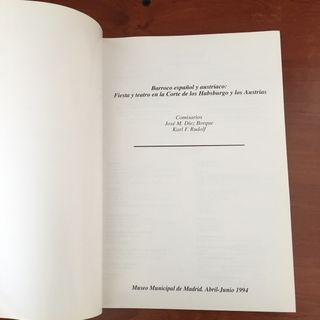 Barroco español y austríaco:
Fiesta y teatro en la Corte de los Habsburgo y los Austrias
Comisarios
José M. Díez Borque
Karl F. Rudolf
Museo Municipal de Madrid. Abril-Junio 1994